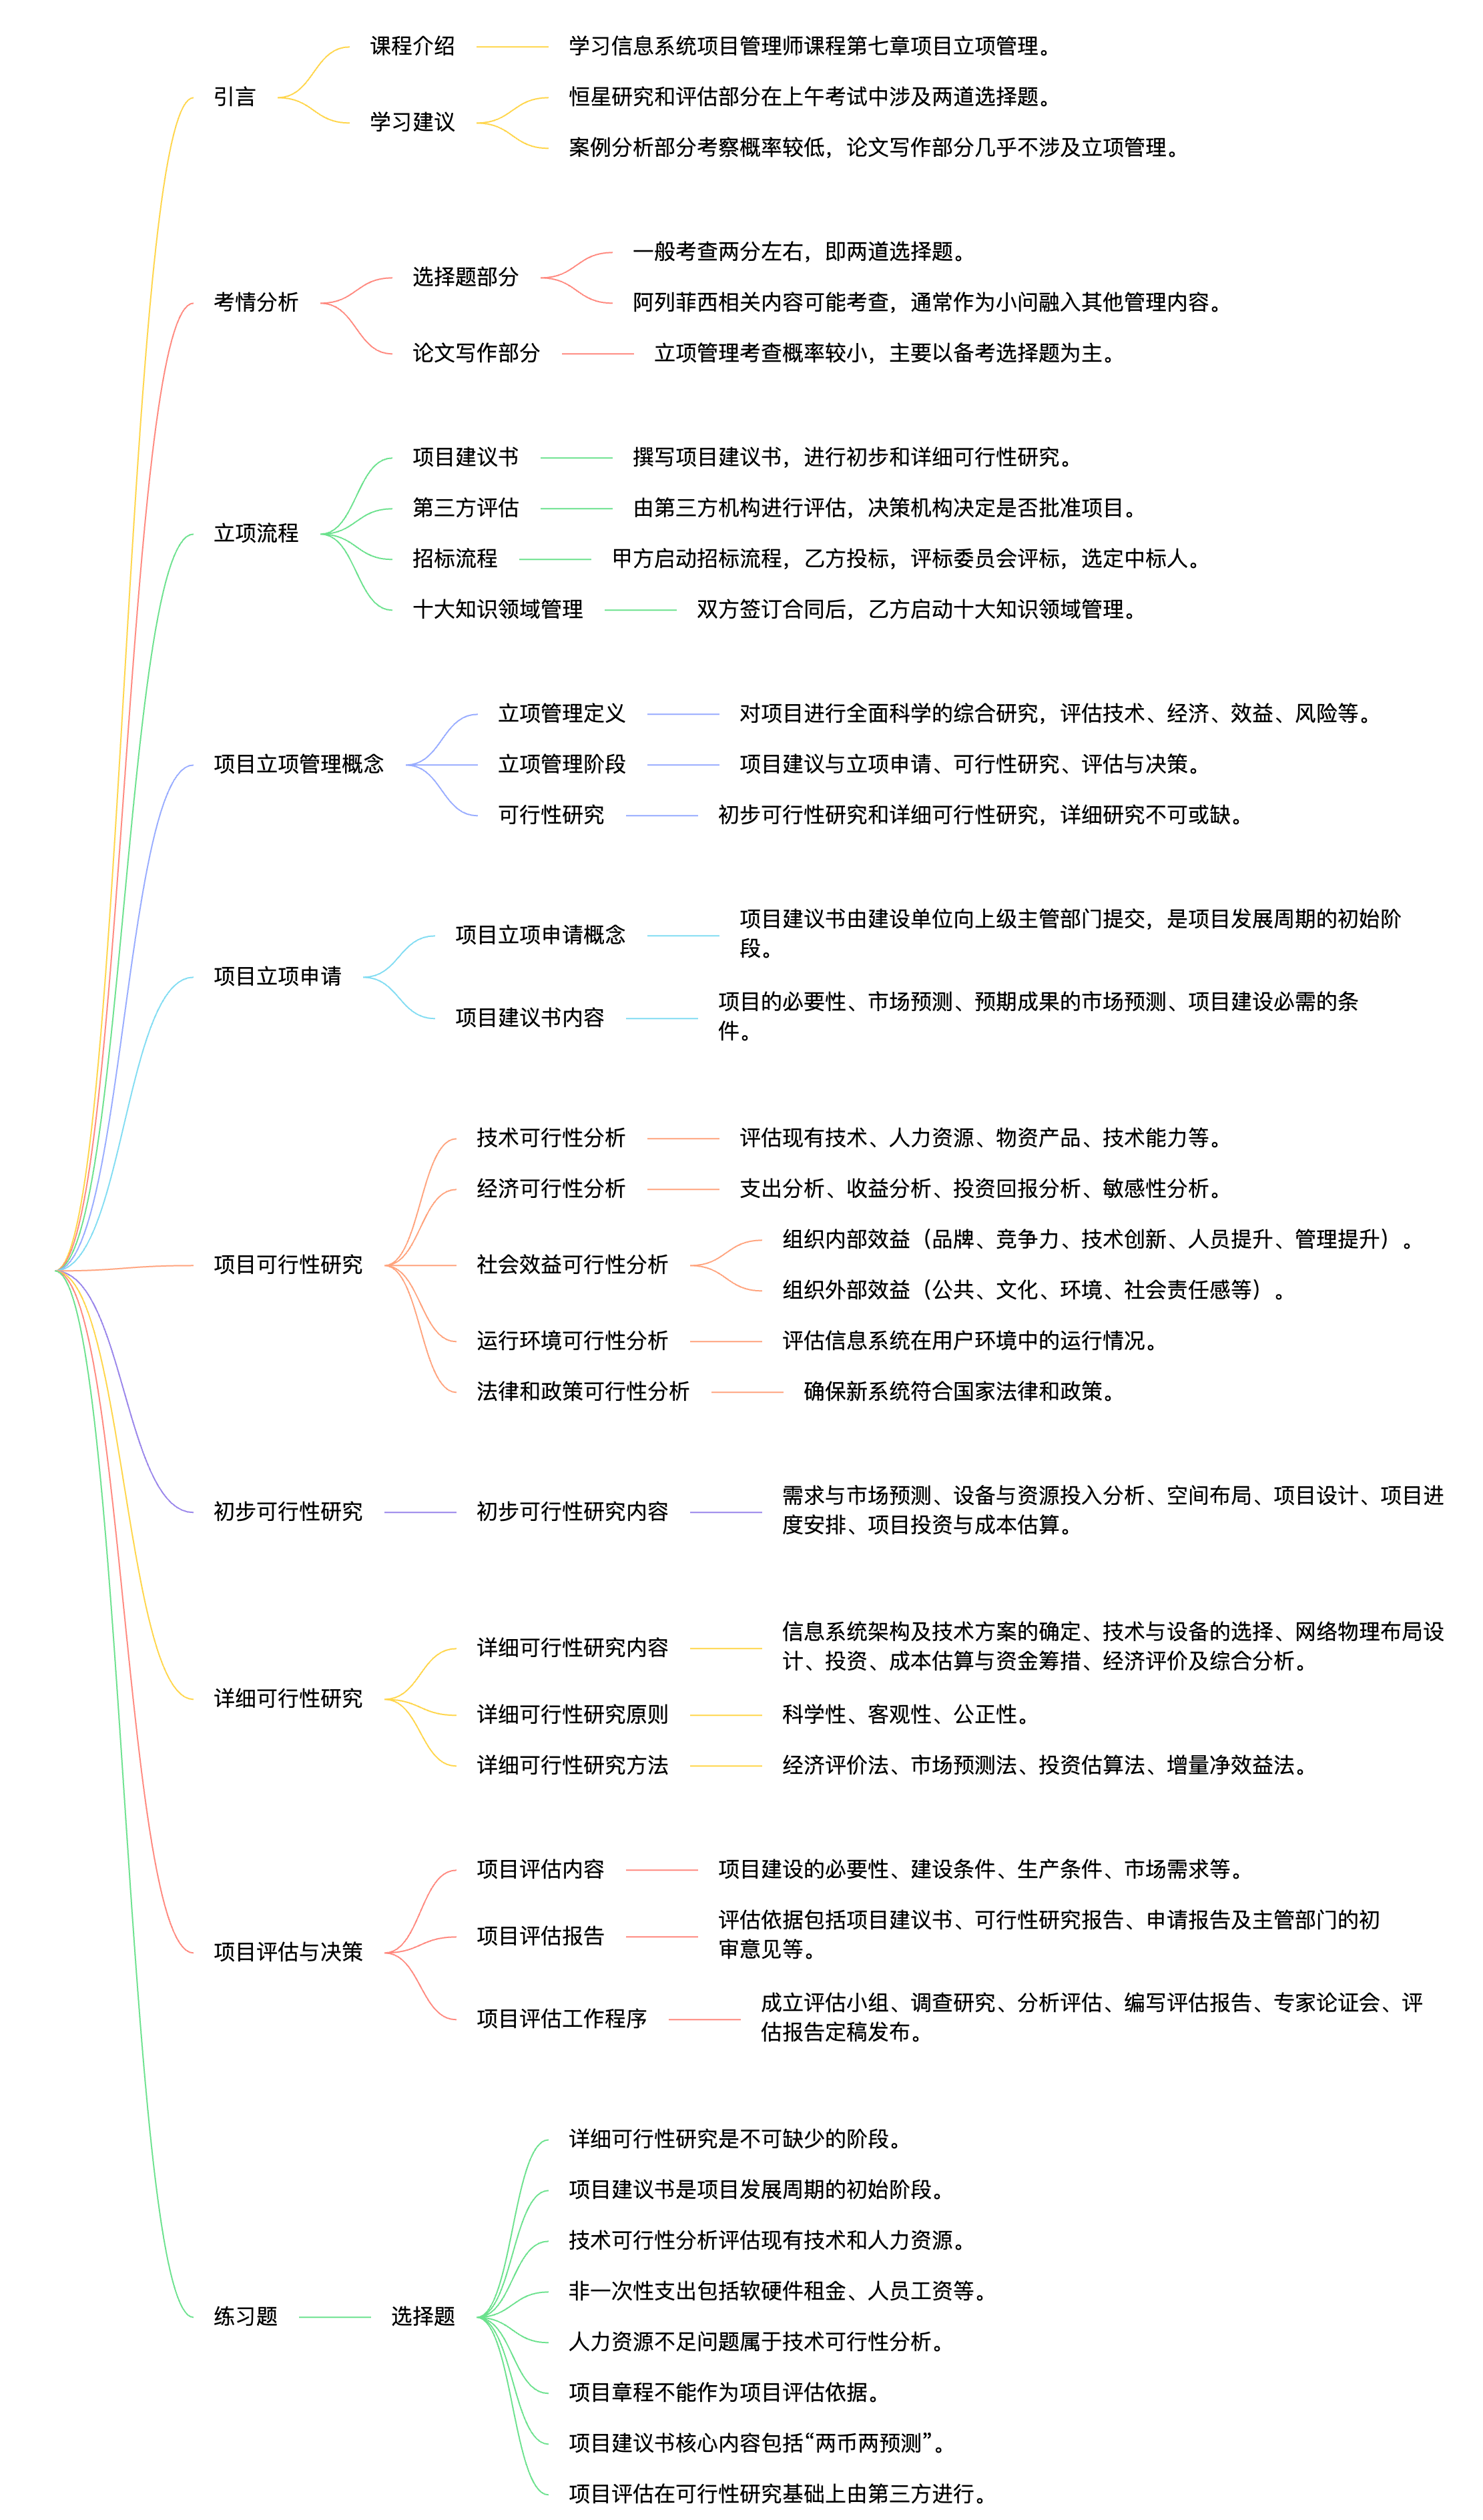 引言
课程介绍
学习信息系统项目管理师课程第七章项目立项管理。
学习建议
恒星研究和评估部分在上午考试中涉及两道选择题。
案例分析部分考察概率较低，论文写作部分几乎不涉及立项管理。
考情分析
选择题部分
一般考查两分左右，即两道选择题。
阿列菲西相关内容可能考查，通常作为小问融入其他管理内容。
论文写作部分
立项管理考查概率较小，主要以备考选择题为主。
立项流程
项目建议书
撰写项目建议书，进行初步和详细可行性研究。
第三方评估
由第三方机构进行评估，决策机构决定是否批准项目。
招标流程
甲方启动招标流程，乙方投标，评标委员会评标，选定中标人。
十大知识领域管理
双方签订合同后，乙方启动十大知识领域管理。
项目立项管理概念
立项管理定义
对项目进行全面科学的综合研究，评估技术、经济、效益、风险等。
立项管理阶段
项目建议与立项申请、可行性研究、评估与决策。
可行性研究
初步可行性研究和详细可行性研究，详细研究不可或缺。
项目立项申请
项目立项申请概念
项目建议书由建设单位向上级主管部门提交，是项目发展周期的初始阶
段。
项目建议书内容
项目的必要性、市场预测、预期成果的市场预测、项目建设必需的条
件。
项目可行性研究
技术可行性分析
评估现有技术、人力资源、物资产品、技术能力等。
经济可行性分析
支出分析、收益分析、投资回报分析、敏感性分析。
社会效益可行性分析
组织内部效益（品牌、竞争力、技术创新、人员提升、管理提升）。
组织外部效益（公共、文化、环境、社会责任感等）。
运行环境可行性分析
评估信息系统在用户环境中的运行情况。
法律和政策可行性分析
确保新系统符合国家法律和政策。
初步可行性研究
初步可行性研究内容
需求与市场预测、设备与资源投入分析、空间布局、项目设计、项目进
度安排、项目投资与成本估算。
详细可行性研究
详细可行性研究内容
信息系统架构及技术方案的确定、技术与设备的选择、网络物理布局设
计、投资、成本估算与资金筹措、经济评价及综合分析。
详细可行性研究原则
科学性、客观性、公正性。
详细可行性研究方法
经济评价法、市场预测法、投资估算法、增量净效益法。
项目评估与决策
项目评估内容
项目建设的必要性、建设条件、生产条件、市场需求等。
项目评估报告
评估依据包括项目建议书、可行性研究报告、申请报告及主管部门的初
审意见等。
项目评估工作程序
成立评估小组、调查研究、分析评估、编写评估报告、专家论证会、评
估报告定稿发布。
练习题
选择题
详细可行性研究是不可缺少的阶段。
项目建议书是项目发展周期的初始阶段。
技术可行性分析评估现有技术和人力资源。
非一次性支出包括软硬件租金、人员工资等。
人力资源不足问题属于技术可行性分析。
项目章程不能作为项目评估依据。
项目建议书核心内容包括“两币两预测”。
项目评估在可行性研究基础上由第三方进行。